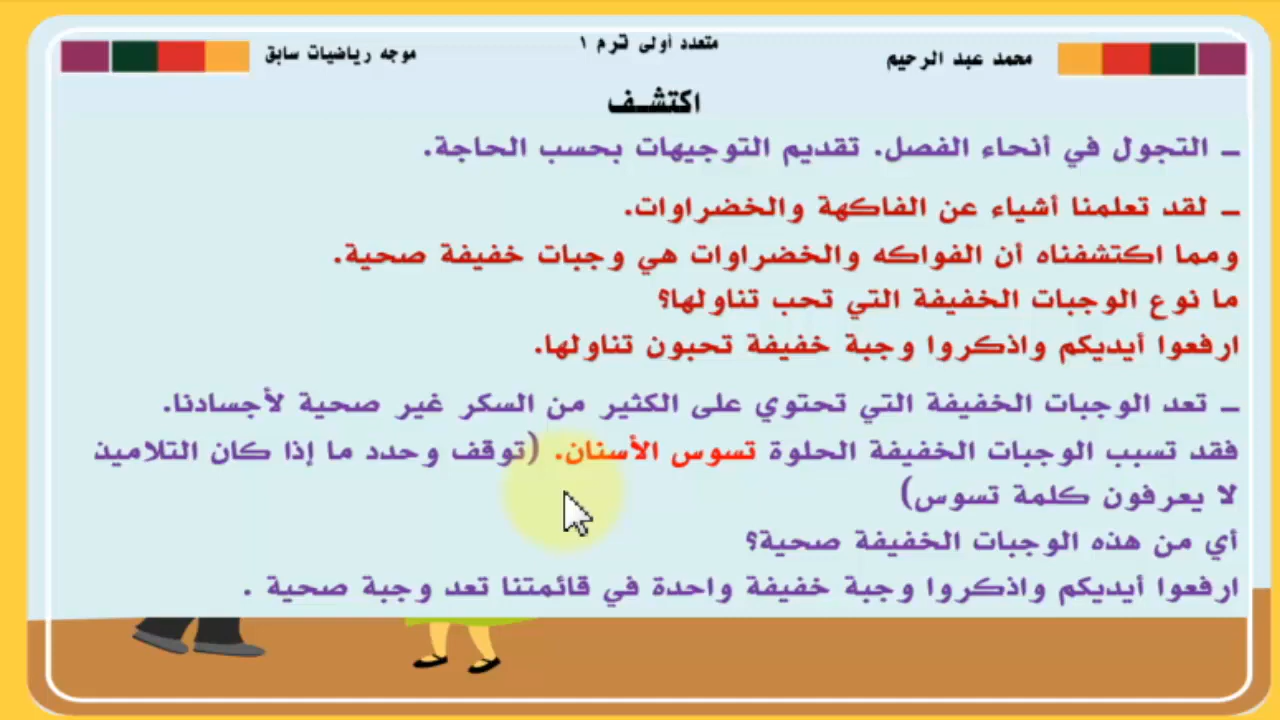 متعدد أولى ترم ١
محمد عبد الرحيم
موجه رياضيات سابق
اكتشـف
ـ التجول في أنحاء الفصل. تقديم التوجيهات بحسب الحاجة.
ـ لقد تعلمنا أشياء عن الفاكهة والخضراوات.
ومما اكتشفناه أن الفواكه والخضراوات هي وجبات خفيفة صحية.
ما نوع الوجبات الخفيفة التي تحب تناولها؟
ارفعوا أيديكم واذكروا وجبة خفيفة تحبون تناولها.
ـ تعد الوجبات الخفيفة التي تحتوي على الكثير من السكر غير صحية لأجسادنا.
فقد تسبب الوجبات الخفيفة الحلوة تسوس الأسنان. (توقف وحدد ما إذا كان التلاميذ
لا يعرفون كلمة تسوس)
أي من هذه الوجبات الخفيفة صحية؟
ارفعوا أيديكم واذكروا وجبة خفيفة واحدة في قائمتنا تعد وجبة صحية .